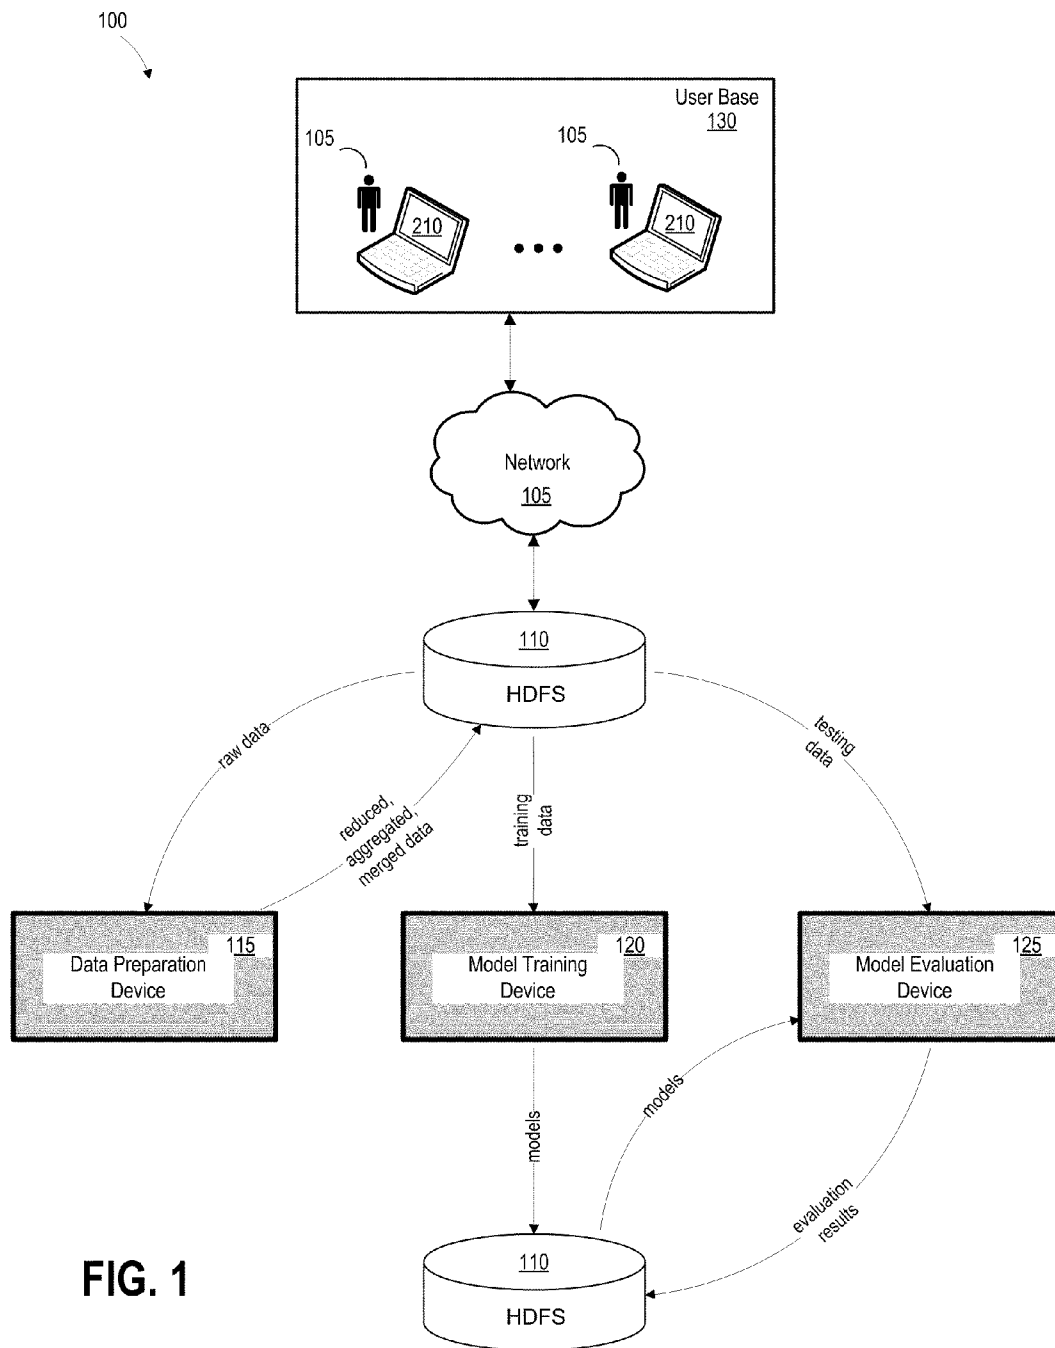 100
User Base
130
105
105
210
210
Network
105
110
HDFS
raw data
reduced,
aggregated,
merged data
training
data
testing
data
115
Data Preparation
Device
120
Model Training
Device
125
Model Evaluation
Device
models
models
evaluation
results
110
HDFS
FIG. 1